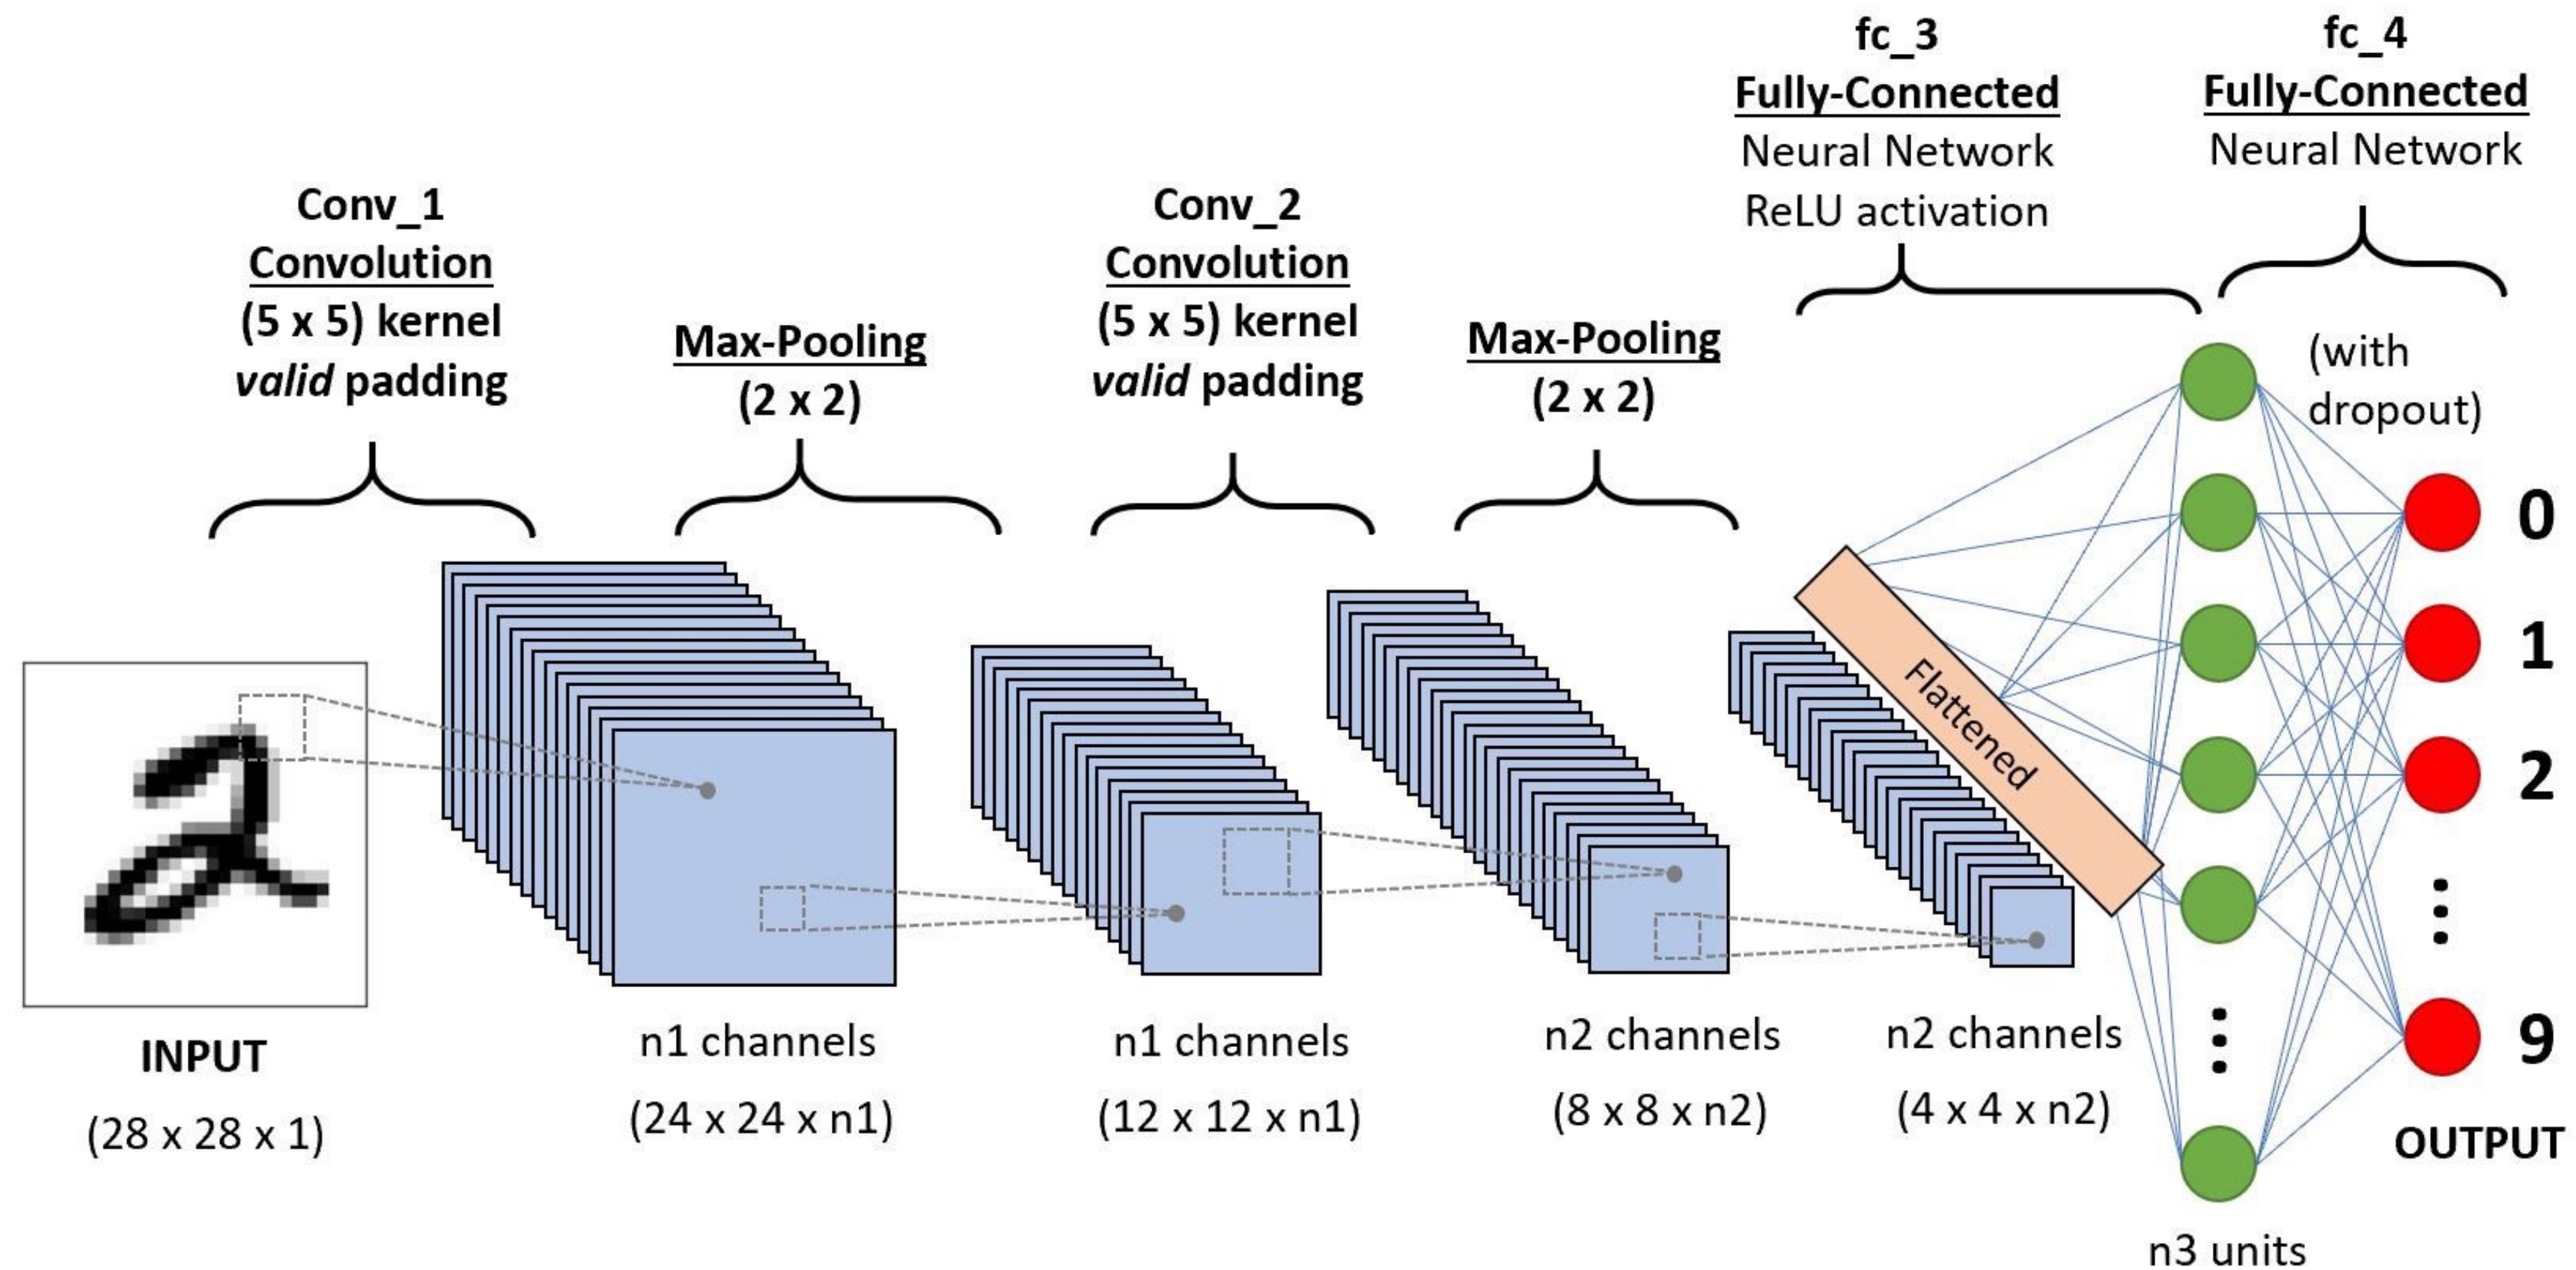 Conv_1
Convolution
(5 x 5) kernel
valid padding
Max-Pooling
(2 x 2)
Conv_2
Convolution
(5 x 5) kernel
valid padding
Max-Pooling
(2 x 2)
fc_3
Fully-Connected
Neural Network
ReLU activation
fc_4
Fully-Connected
Neural Network
(with
dropout)
Flattened
0
1
2
9
OUTPUT
INPUT
(28 x 28 x 1)
n1 channels
(24 x 24 x n1)
n1 channels
(12 x 12 x n1)
n2 channels
(8 x 8 x n2)
n2 channels
(4 x 4 x n2)
n3 units
2